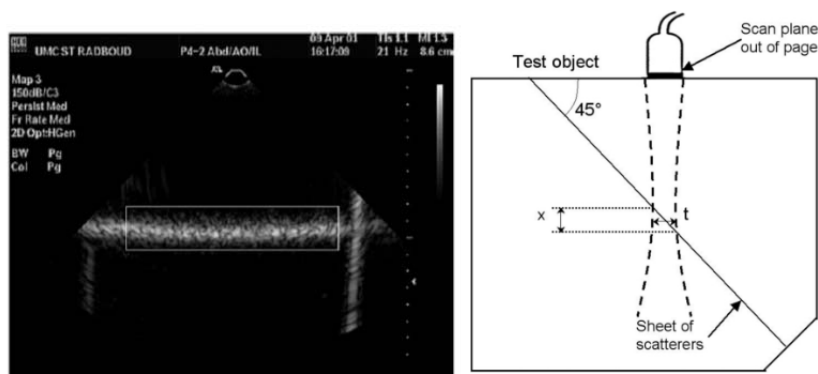 09 Apr 01 TIs 1.1 MI 1.3
UMC ST RADBOUD P4-2 Abd/AO/IL 16:17:09 21 Hz 8.6 cm
Map 3
150dB/C3
Persist Med
Fr Rate Med
2D Opt:HGen
BW Pg
Col Pg
Scan plane
out of page
Test object
45°
x
t
Sheet of
scatterers